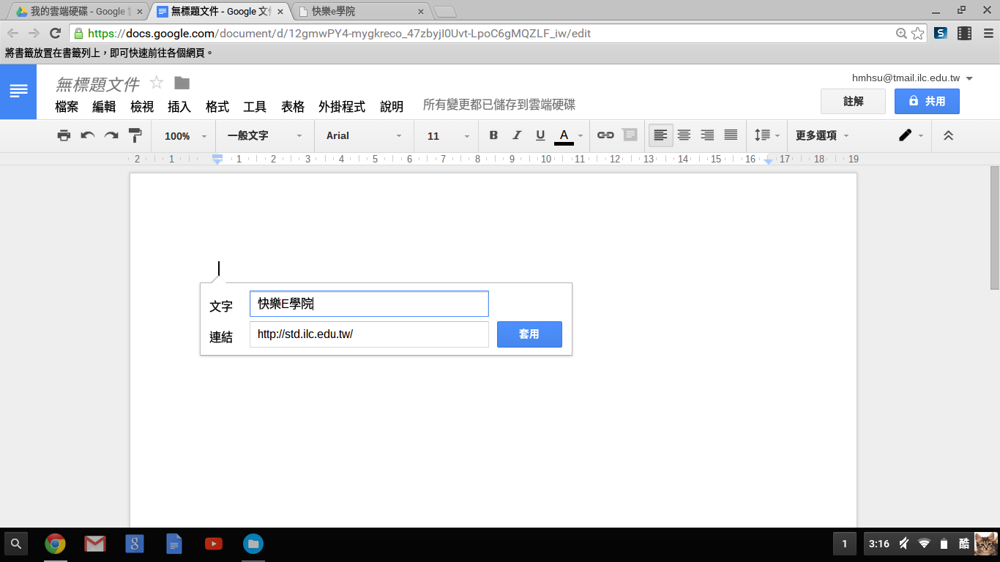 我的雲端硬碟 - Google
無標題文件 - Google 文件
快樂e學院
https://docs.google.com/document/d/12gmwPY4-mygkreco_47zbyjI0Uvt-LpoC6gMQZLF_iw/edit
將書籤放置在書籤列上，即可快速前往各個網頁。
無標題文件
hmhsu@tmail.ilc.edu.tw
檔案 編輯 檢視 插入 格式 工具 表格 外掛程式 說明 所有變更都已儲存到雲端硬碟
註解 共用
100% 一般文字 Arial 11 B I U A 更多選項
2 1 1 2 3 4 5 6 7 8 9 10 11 12 13 14 15 16 17 18 19
文字 快樂E學院
連結 http://std.ilc.edu.tw/ 套用
1 3:16 酷